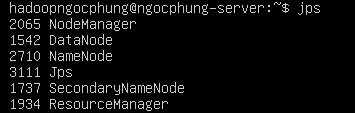 hadoopngocphung@ngocphung-server:~$ jps
2065 NodeManager
1542 DataNode
2710 NameNode
3111 Jps
1737 SecondaryNameNode
1934 ResourceManager